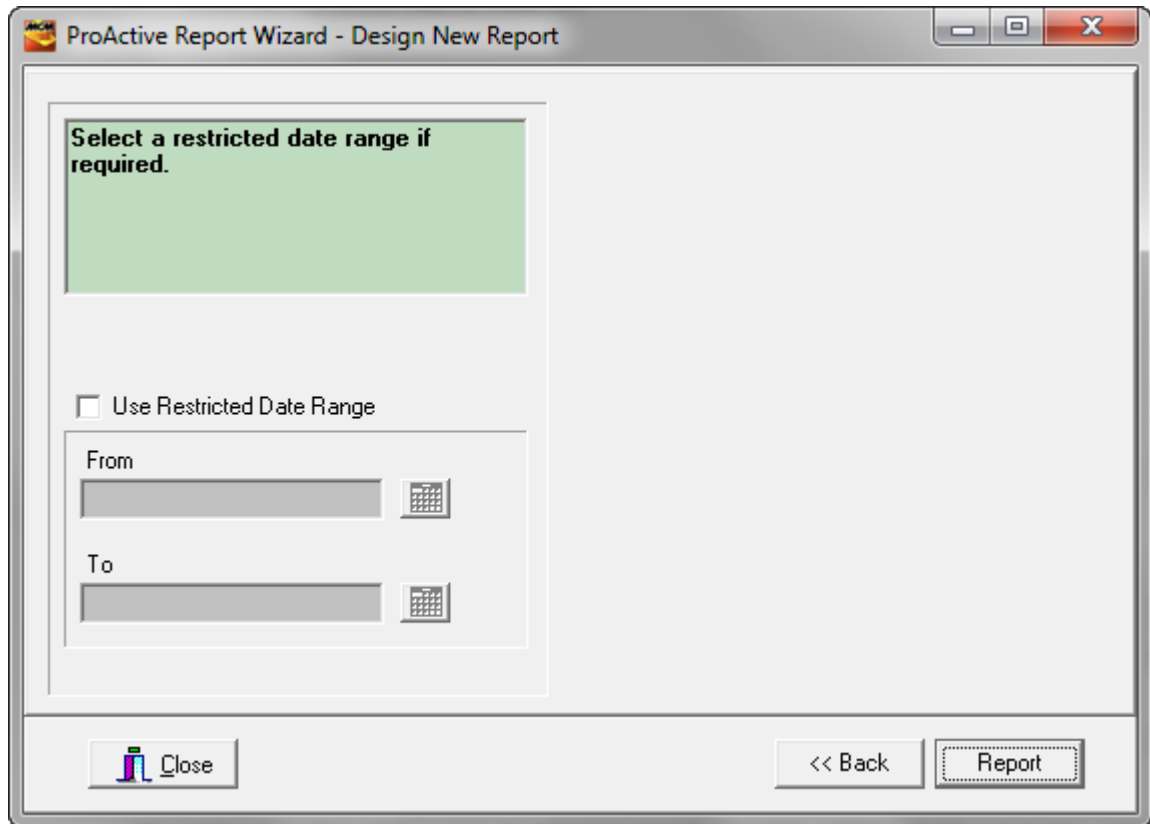 MCM
ProActive Report Wizard - Design New Report
Select a restricted date range if
required.
Use Restricted Date Range
From
To
Close
<< Back
Report